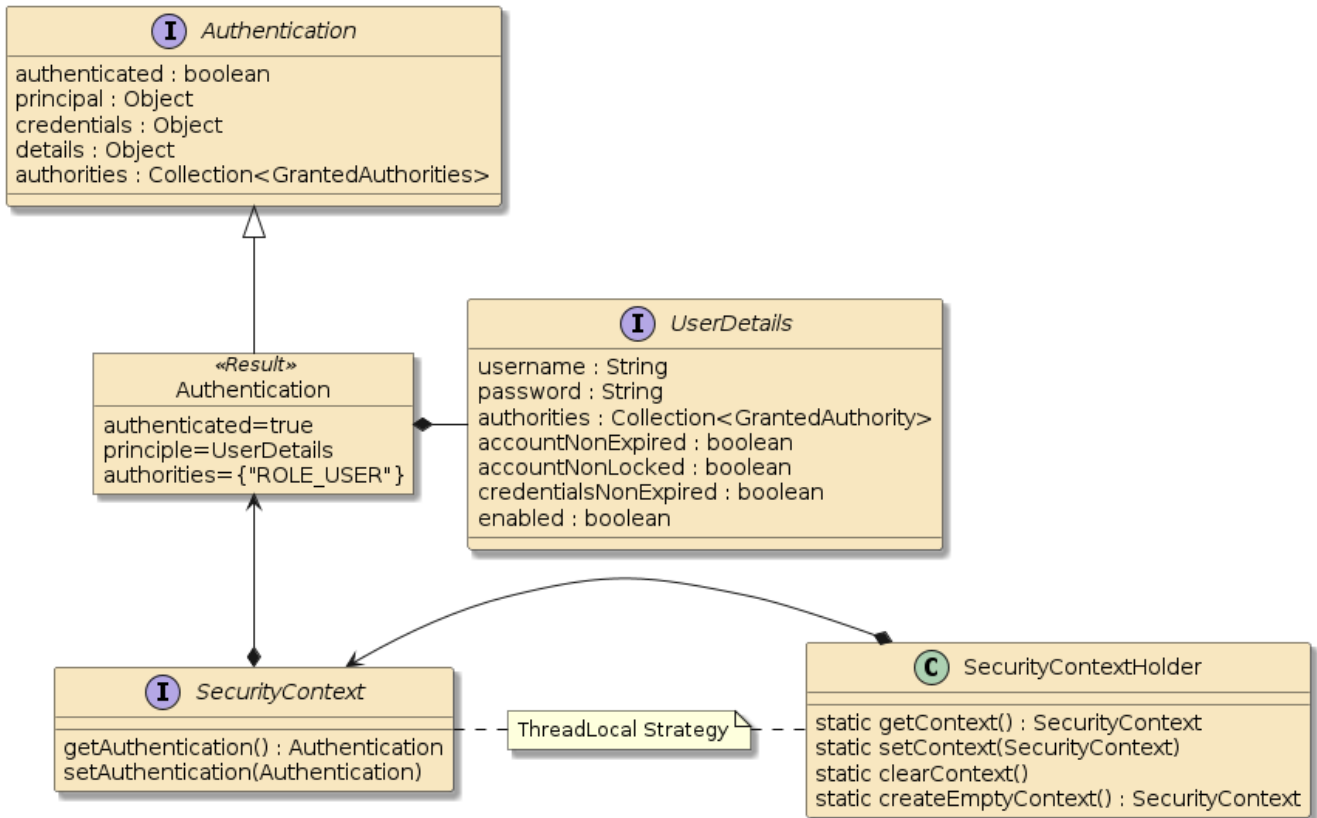 I Authentication
authenticated : boolean
principal : Object
credentials : Object
details : Object
authorities : Collection<GrantedAuthorities>
«Result»
Authentication
authenticated=true
principle=UserDetails
authorities={"ROLE_USER"}
I UserDetails
username : String
password : String
authorities : Collection<GrantedAuthority>
accountNonExpired : boolean
accountNonLocked : boolean
credentialsNonExpired : boolean
enabled : boolean
I SecurityContext
getAuthentication() : Authentication
setAuthentication(Authentication)
ThreadLocal Strategy
C SecurityContextHolder
static getContext() : SecurityContext
static setContext(SecurityContext)
static clearContext()
static createEmptyContext() : SecurityContext